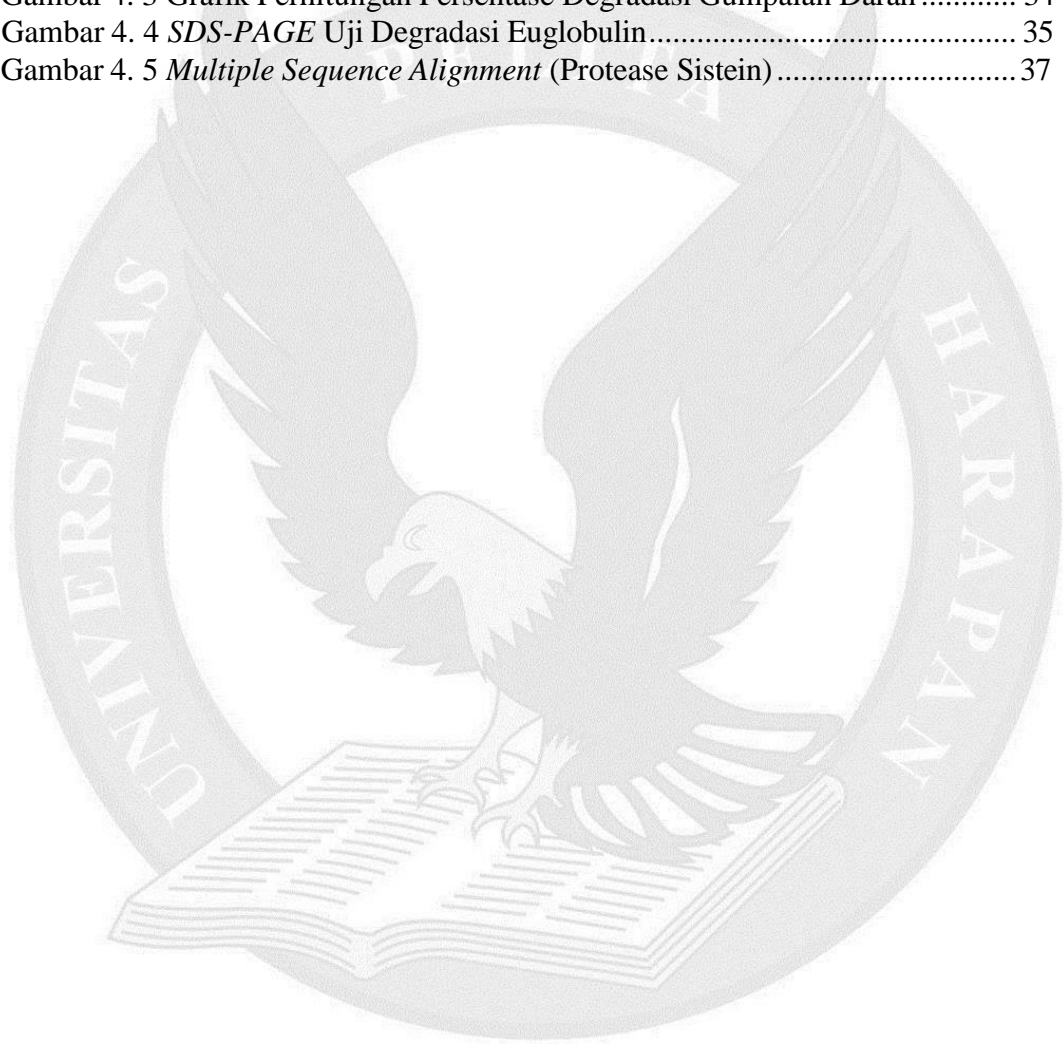 Gambar 4. 3 Grafik Perhitungan Persentase Degradasi Gumpalan Darah ............ 34
Gambar 4. 4 SDS-PAGE Uji Degradasi Euglobulin........................................... 35
Gambar 4. 5 Multiple Sequence Alignment (Protease Sistein) ............................. 37
UNIVERSITAS
PELITA
HARAPAN